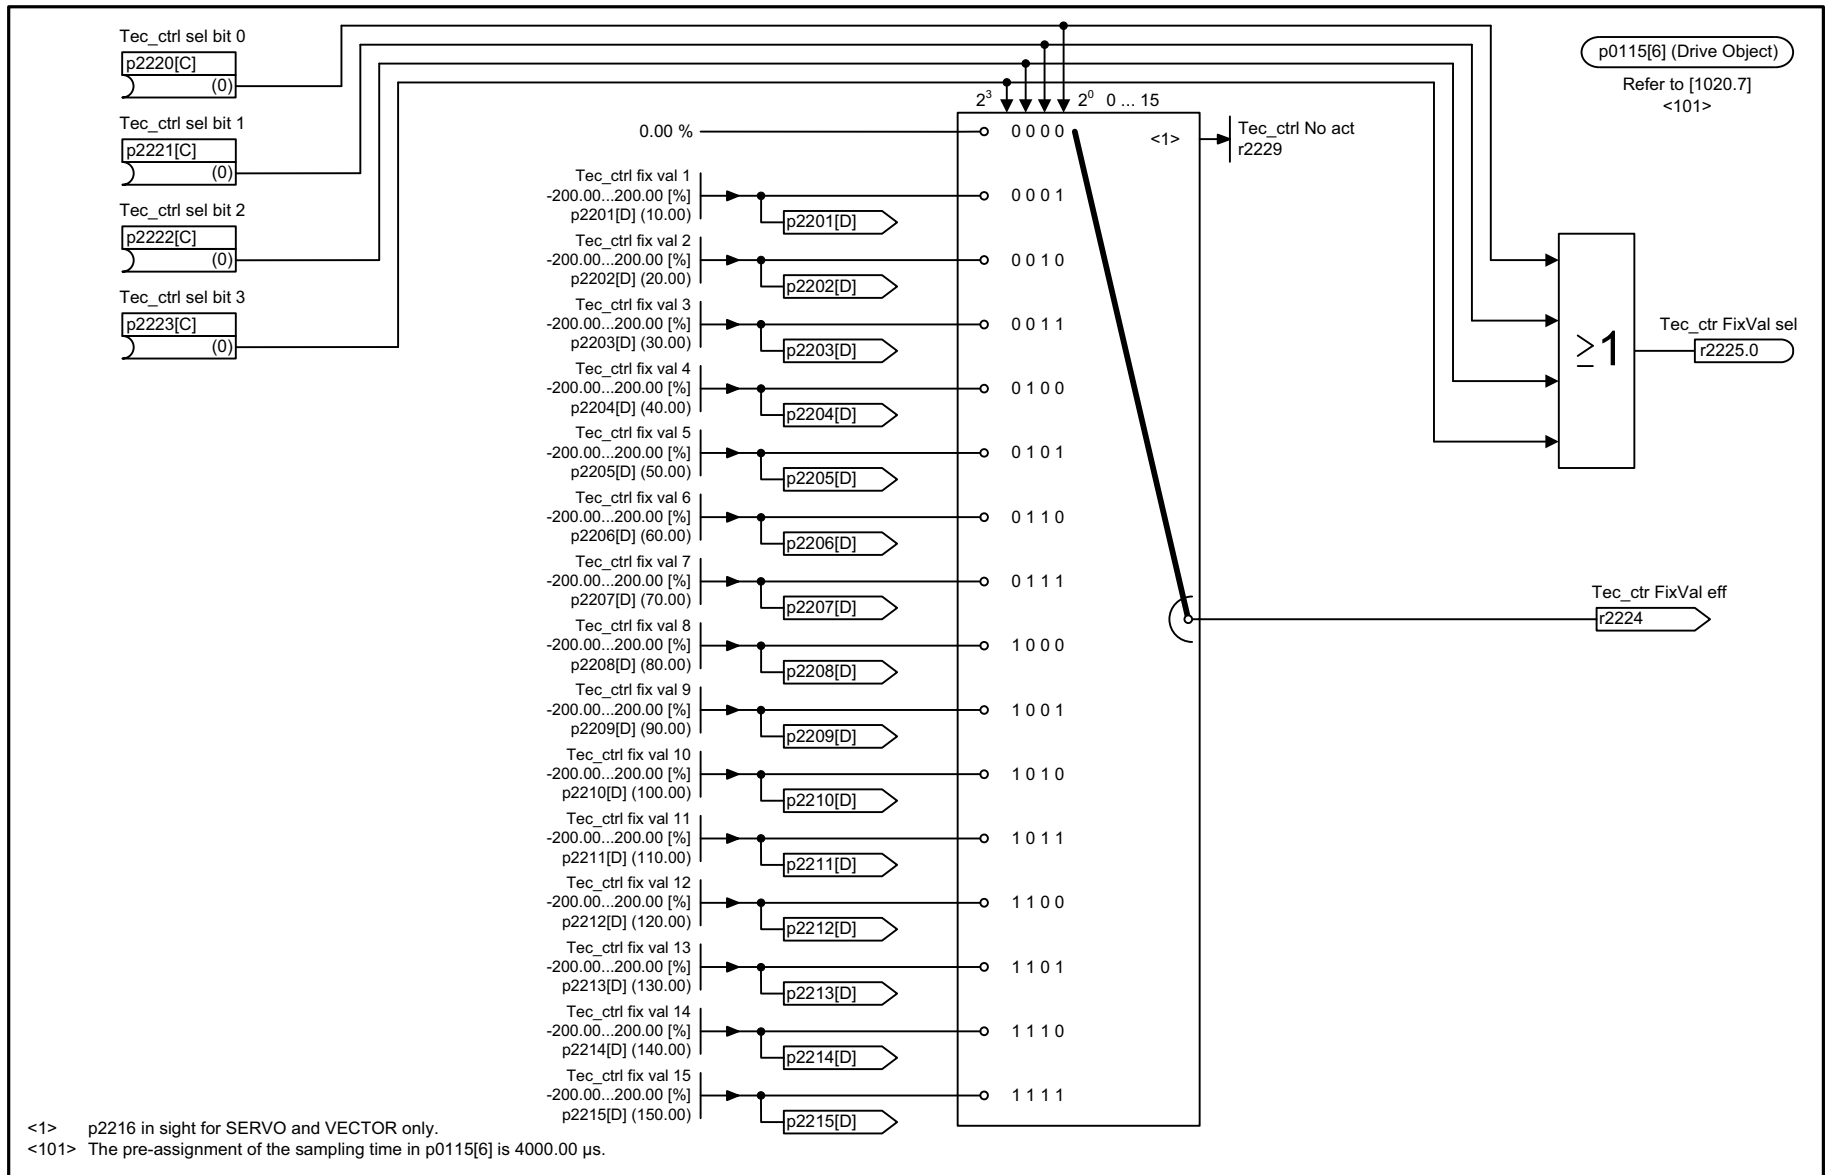 Tec_ctrl sel bit 0
p2220[C]
(0)
Tec_ctrl sel bit 1
p2221[C]
(0)
Tec_ctrl sel bit 2
p2222[C]
(0)
Tec_ctrl sel bit 3
p2223[C]
(0)
p0115[6] (Drive Object)
Refer to [1020.7]
<101>
2³ 2⁰ 0 ... 15
0.00 % 0 0 0 0 <1>
Tec_ctrl No act
r2229
Tec_ctrl fix val 1
-200.00...200.00 [%] 0 0 0 1
p2201[D] (10.00) p2201[D]
Tec_ctrl fix val 2
-200.00...200.00 [%] 0 0 1 0
p2202[D] (20.00) p2202[D]
Tec_ctrl fix val 3
-200.00...200.00 [%] 0 0 1 1
p2203[D] (30.00) p2203[D]
Tec_ctrl fix val 4
-200.00...200.00 [%] 0 1 0 0
p2204[D] (40.00) p2204[D]
Tec_ctrl fix val 5
-200.00...200.00 [%] 0 1 0 1
p2205[D] (50.00) p2205[D]
Tec_ctrl fix val 6
-200.00...200.00 [%] 0 1 1 0
p2206[D] (60.00) p2206[D]
Tec_ctrl fix val 7
-200.00...200.00 [%] 0 1 1 1
p2207[D] (70.00) p2207[D]
Tec_ctrl fix val 8
-200.00...200.00 [%] 1 0 0 0
p2208[D] (80.00) p2208[D]
Tec_ctrl fix val 9
-200.00...200.00 [%] 1 0 0 1
p2209[D] (90.00) p2209[D]
Tec_ctrl fix val 10
-200.00...200.00 [%] 1 0 1 0
p2210[D] (100.00) p2210[D]
Tec_ctrl fix val 11
-200.00...200.00 [%] 1 0 1 1
p2211[D] (110.00) p2211[D]
Tec_ctrl fix val 12
-200.00...200.00 [%] 1 1 0 0
p2212[D] (120.00) p2212[D]
Tec_ctrl fix val 13
-200.00...200.00 [%] 1 1 0 1
p2213[D] (130.00) p2213[D]
Tec_ctrl fix val 14
-200.00...200.00 [%] 1 1 1 0
p2214[D] (140.00) p2214[D]
Tec_ctrl fix val 15
-200.00...200.00 [%] 1 1 1 1
p2215[D] (150.00) p2215[D]
≥1
Tec_ctr FixVal sel
r2225.0
Tec_ctr FixVal eff
r2224
<1> p2216 in sight for SERVO and VECTOR only.
<101> The pre-assignment of the sampling time in p0115[6] is 4000.00 µs.